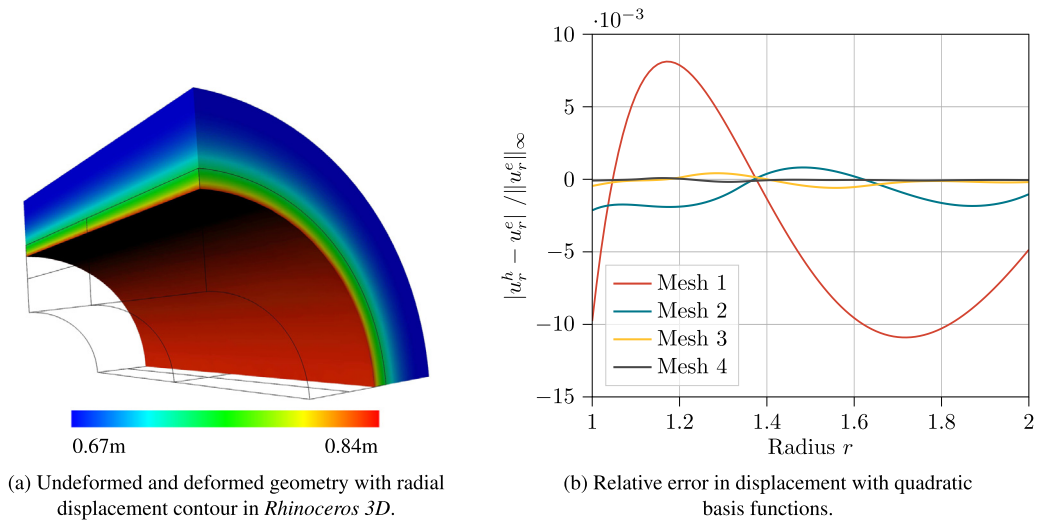 0.67m
0.84m
(a) Undeformed and deformed geometry with radial
displacement contour in Rhinoceros 3D.
·10⁻³
10
5
0
−5
−10
−15
|u_r^h − u_r^e| /‖u_r^e‖_∞
Mesh 1
Mesh 2
Mesh 3
Mesh 4
1
1.2
1.4
1.6
1.8
2
Radius r
(b) Relative error in displacement with quadratic
basis functions.